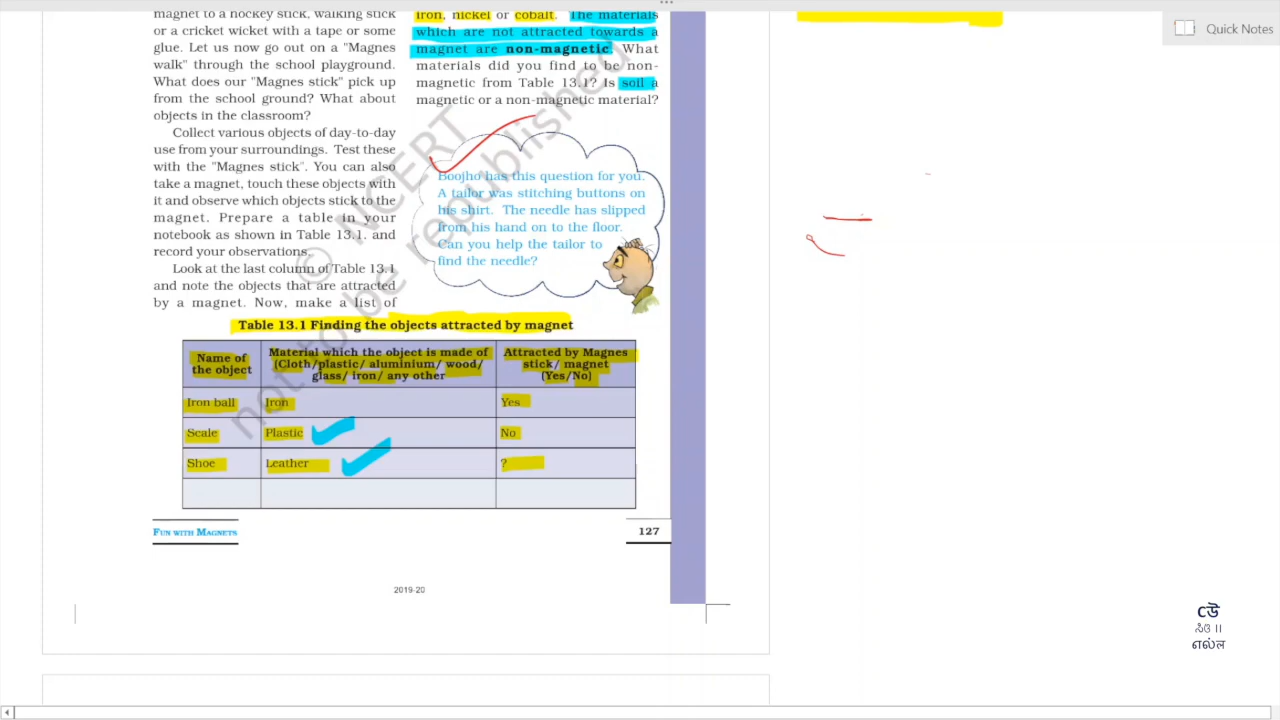 magnet to a hockey stick, walking stick
or a cricket wicket with a tape or some
glue. Let us now go out on a "Magnes
walk" through the school playground.
What does our "Magnes stick" pick up
from the school ground? What about
objects in the classroom?
Collect various objects of day-to-day
use from your surroundings. Test these
with the "Magnes stick". You can also
take a magnet, touch these objects with
it and observe which objects stick to the
magnet. Prepare a table in your
notebook as shown in Table 13.1. and
record your observations.
Look at the last column of Table 13.1
and note the objects that are attracted
by a magnet. Now, make a list of
iron, nickel or cobalt. The materials
which are not attracted towards a
magnet are non-magnetic. What
materials did you find to be non-
magnetic from Table 13.1? Is soil a
magnetic or a non-magnetic material?
Boojho has this question for you.
A tailor was stitching buttons on
his shirt. The needle has slipped
from his hand on to the floor.
Can you help the tailor to
find the needle?
© NCERT
not to be republished
Table 13.1 Finding the objects attracted by magnet
Name of
the object
Material which the object is made of
(Cloth/plastic/ aluminium/ wood/
glass/ iron/ any other
Attracted by Magnes
stick/ magnet
(Yes/No)
Iron ball Iron Yes
Scale Plastic No
Shoe Leather ?
FUN WITH MAGNETS
127
2019-20
Quick Notes